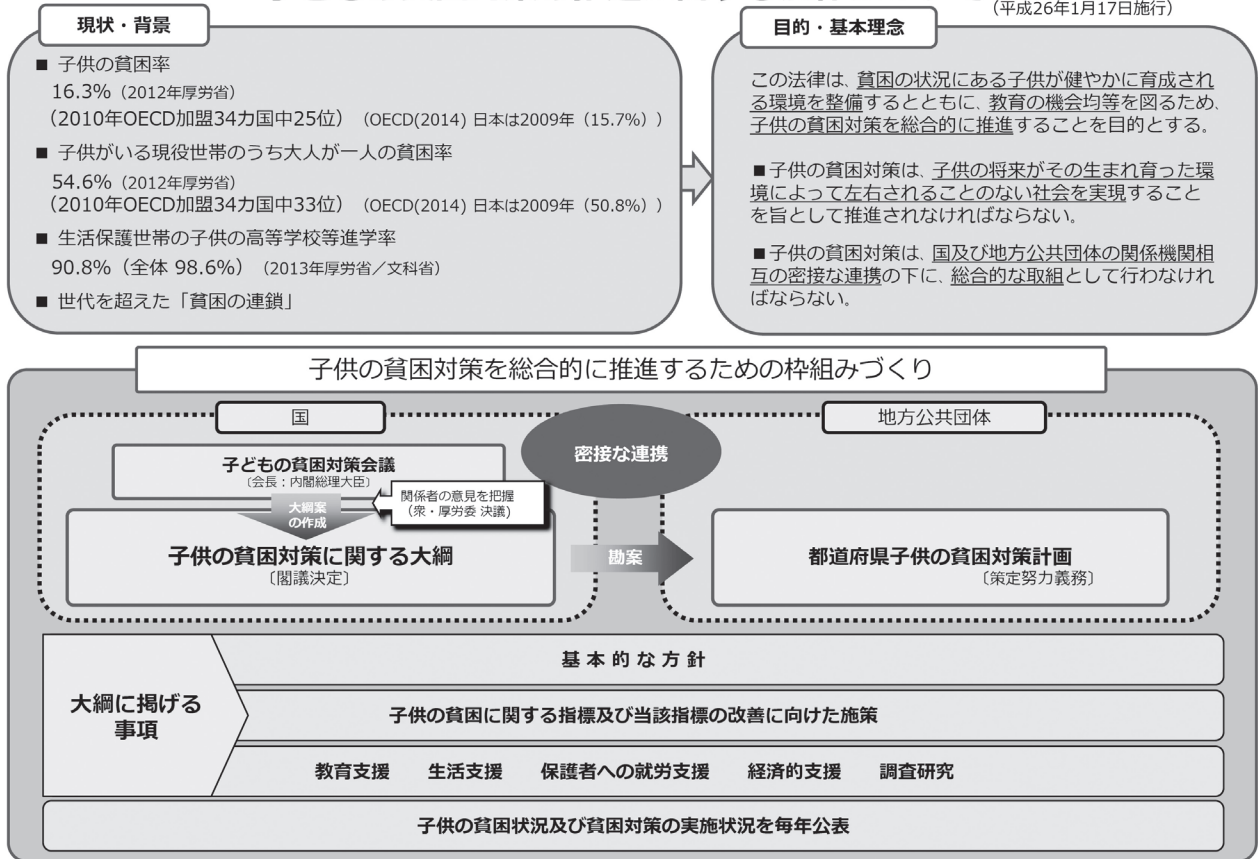 （平成26年1月17日施行）
現状・背景
■ 子供の貧困率
16.3%（2012年厚労省）
（2010年OECD加盟34カ国中25位）（OECD(2014) 日本は2009年（15.7%））
■ 子供がいる現役世帯のうち大人が一人の貧困率
54.6%（2012年厚労省）
（2010年OECD加盟34カ国中33位）（OECD(2014) 日本は2009年（50.8%））
■ 生活保護世帯の子供の高等学校等進学率
90.8%（全体 98.6%）（2013年厚労省／文科省）
■ 世代を超えた「貧困の連鎖」
目的・基本理念
この法律は、貧困の状況にある子供が健やかに育成され
る環境を整備するとともに、教育の機会均等を図るため、
子供の貧困対策を総合的に推進することを目的とする。
■子供の貧困対策は、子供の将来がその生まれ育った環
境によって左右されることのない社会を実現すること
を旨として推進されなければならない。
■子供の貧困対策は、国及び地方公共団体の関係機関相
互の密接な連携の下に、総合的な取組として行わなけれ
ばならない。
子供の貧困対策を総合的に推進するための枠組みづくり
国
子どもの貧困対策会議
〔会長：内閣総理大臣〕
大綱案
の作成
関係者の意見を把握
（衆・厚労委 決議）
子供の貧困対策に関する大綱
〔閣議決定〕
密接な連携
勘案
地方公共団体
都道府県子供の貧困対策計画
〔策定努力義務〕
大綱に掲げる
事項
基本的な方針
子供の貧困に関する指標及び当該指標の改善に向けた施策
教育支援 生活支援 保護者への就労支援 経済的支援 調査研究
子供の貧困状況及び貧困対策の実施状況を毎年公表